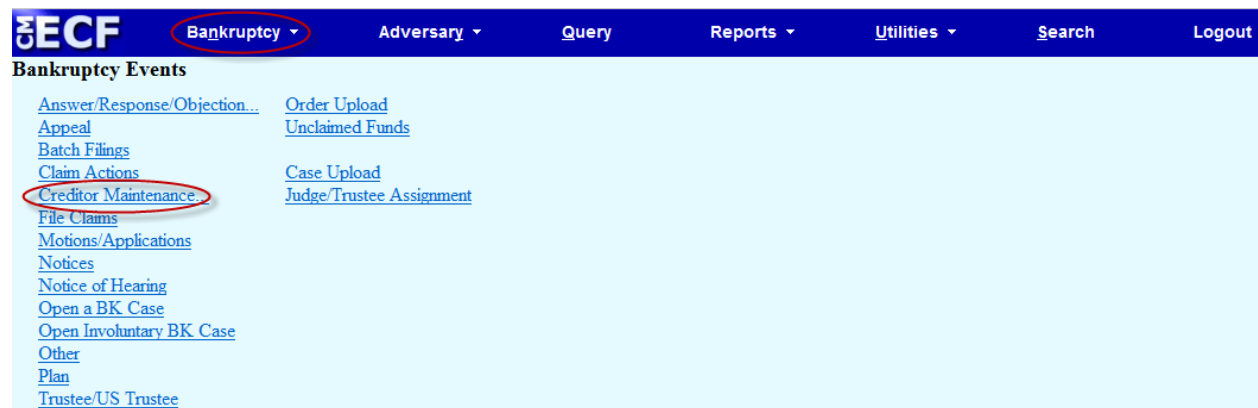 CM ECF Bankruptcy Adversary Query Reports Utilities Search Logout
Bankruptcy Events
Answer/Response/Objection... Order Upload
Appeal Unclaimed Funds
Batch Filings
Claim Actions Case Upload
Creditor Maintenance... Judge/Trustee Assignment
File Claims
Motions/Applications
Notices
Notice of Hearing
Open a BK Case
Open Involuntary BK Case
Other
Plan
Trustee/US Trustee